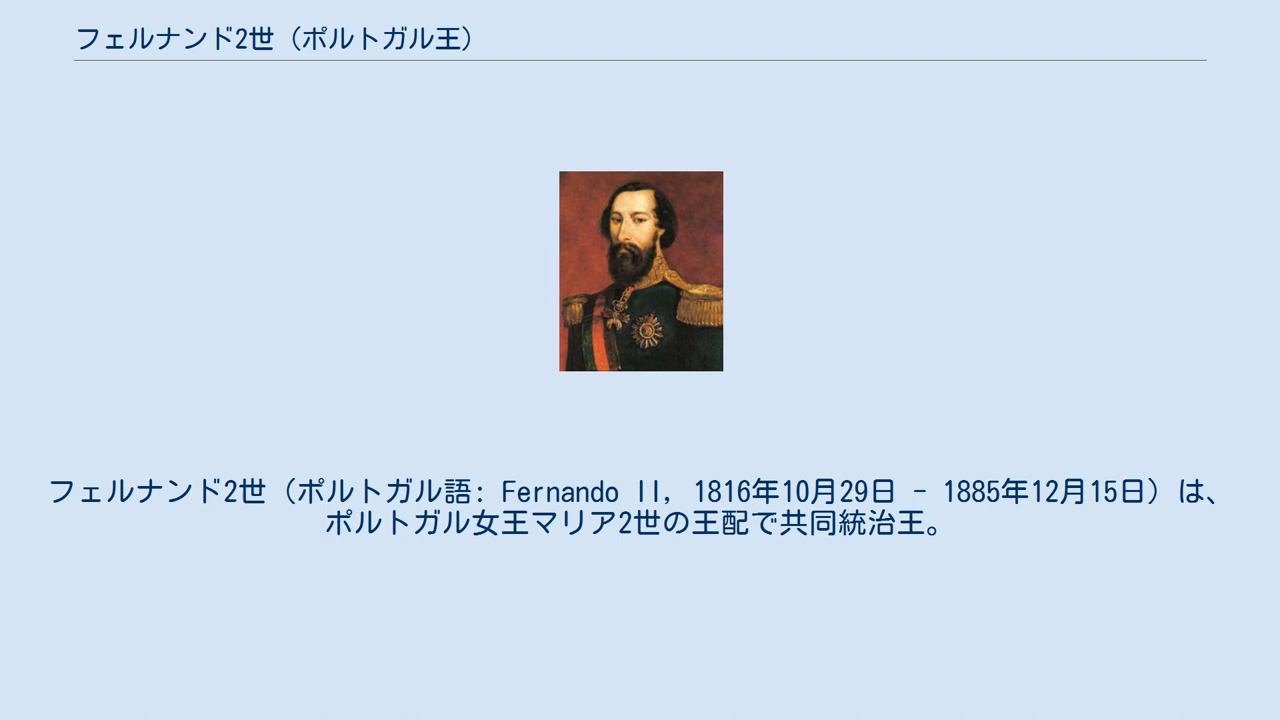 フェルナンド2世（ポルトガル王）
フェルナンド2世（ポルトガル語: Fernando II, 1816年10月29日 - 1885年12月15日）は、
ポルトガル女王マリア2世の王配で共同統治王。